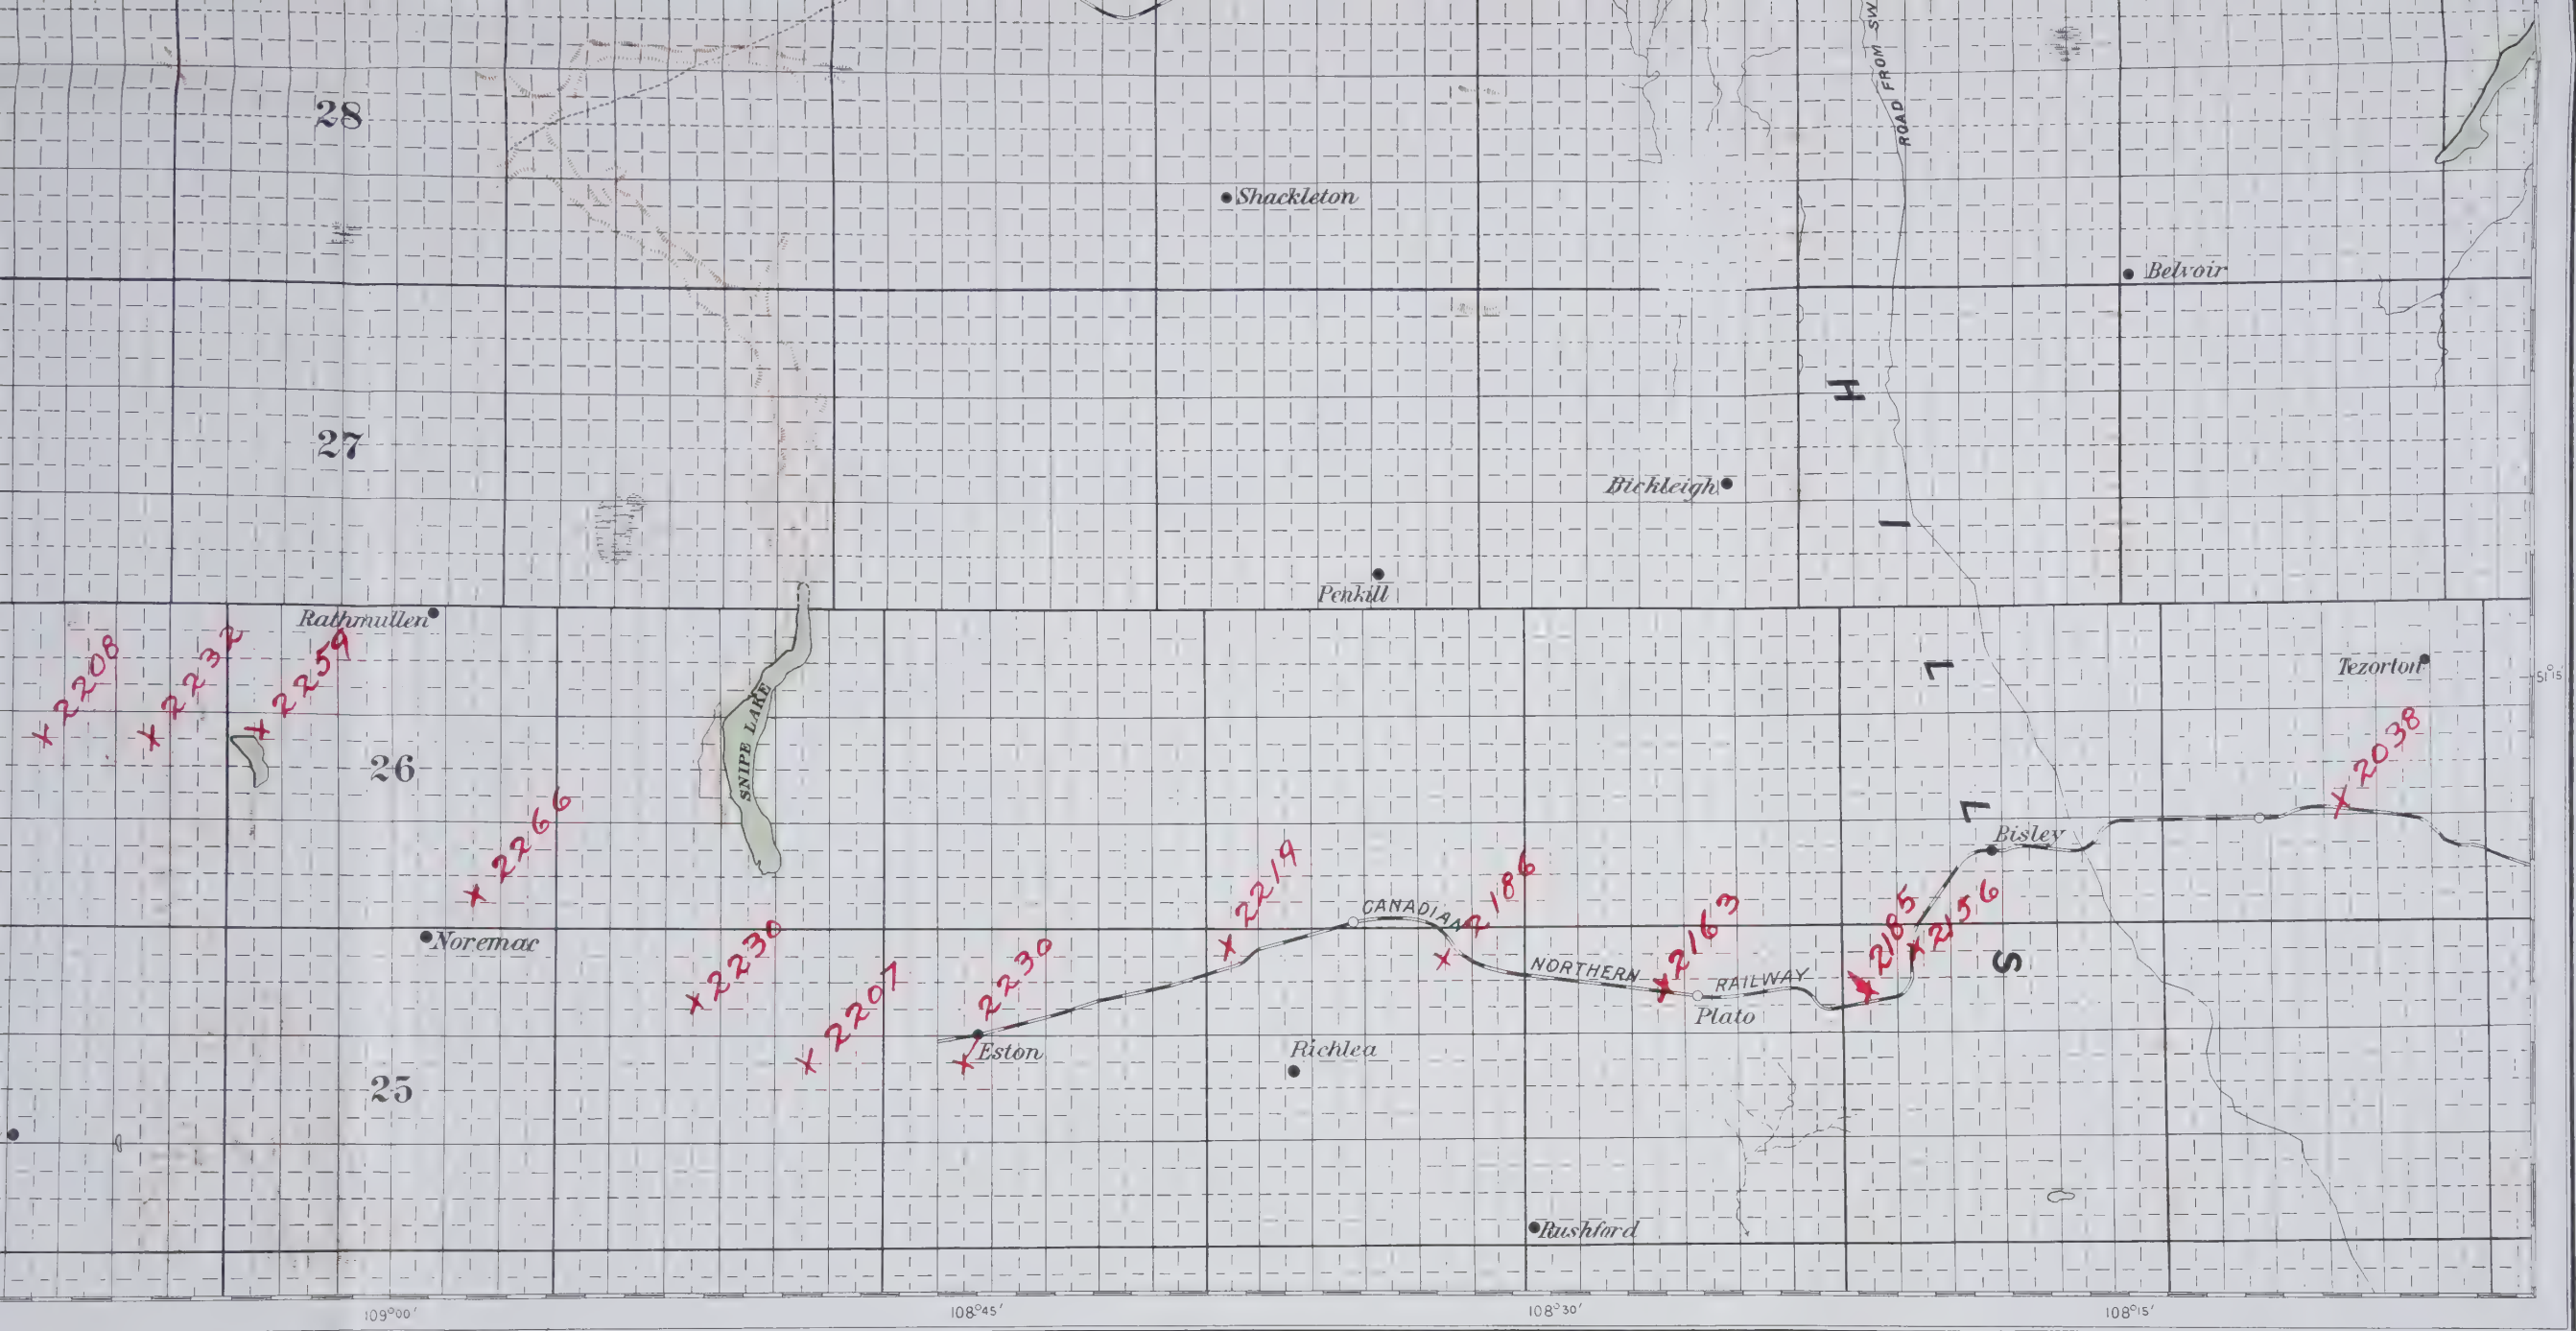 ROAD FROM SW
28
Shackleton
Belvoir
H
27
Bickleigh
I
Penkill
Rathmullen
2208
2232
2259
L
Tezorton
51°15
SNIPE LAKE
26
2038
2266
L
Bisley
2219
2186
CANADIAN
2163
2185
2156
S
Noremac
2230
2207
2230
NORTHERN
RAILWAY
Plato
Eston
Richlea
25
Rushford
109°00'
108°45'
108°30'
108°15'